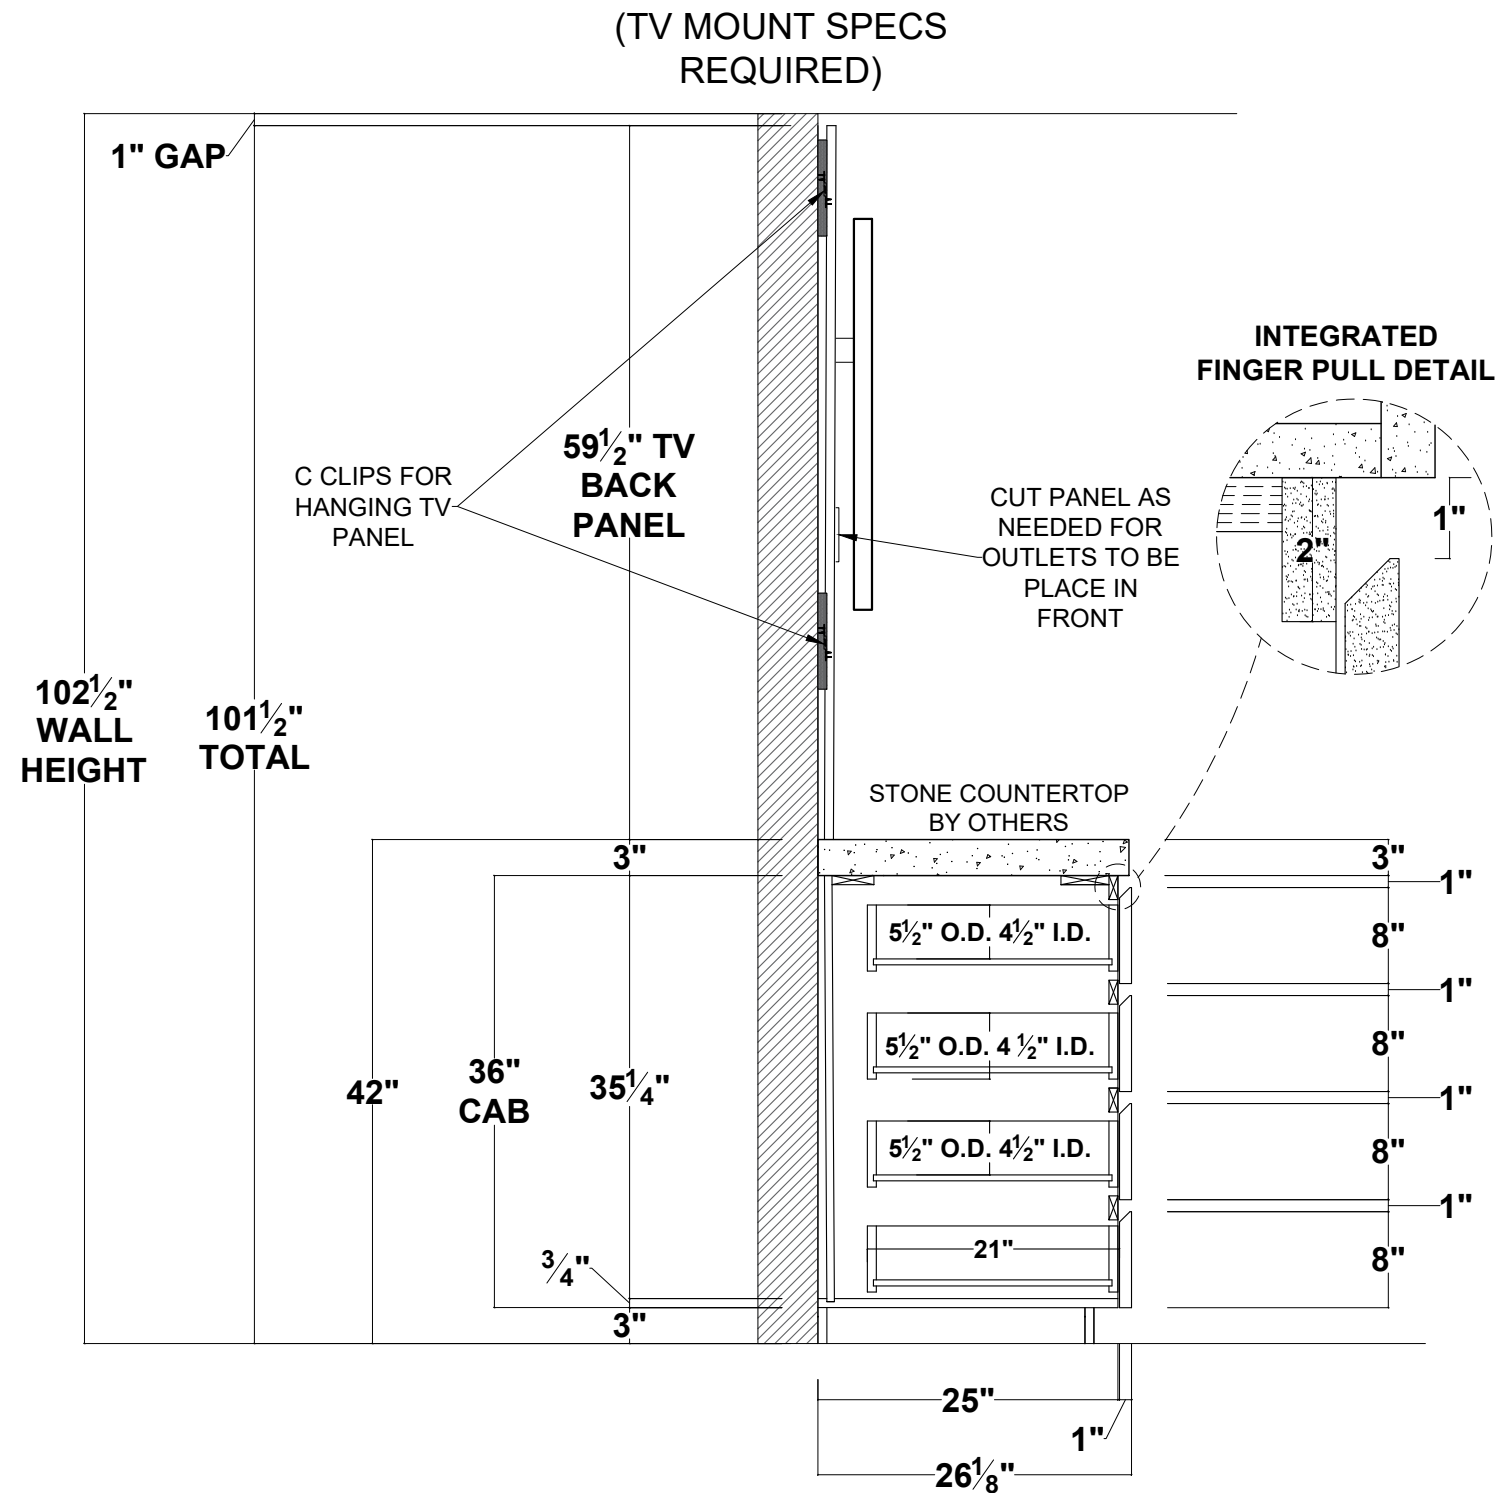 (TV MOUNT SPECS
REQUIRED)
1" GAP
INTEGRATED
FINGER PULL DETAIL
1"
2"
59½" TV
BACK
PANEL
C CLIPS FOR
HANGING TV
PANEL
CUT PANEL AS
NEEDED FOR
OUTLETS TO BE
PLACE IN
FRONT
102½"
WALL
HEIGHT
101½"
TOTAL
STONE COUNTERTOP
BY OTHERS
3"
3"
1"
5½" O.D. 4½" I.D.
8"
1"
5½" O.D. 4 ½" I.D.
8"
42"
36"
CAB
35¼"
1"
5½" O.D. 4½" I.D.
8"
1"
21"
8"
¾"
3"
25"
1"
26⅛"